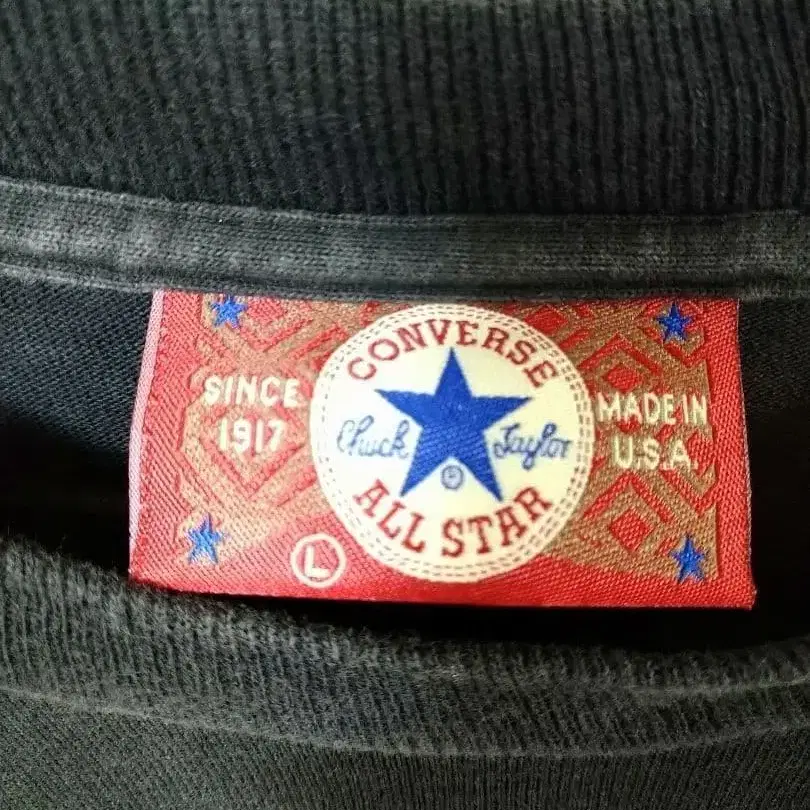 CONVERSE
SINCE
1917
Chuck Taylor
®
MADE IN
U.S.A.
ALL STAR
L